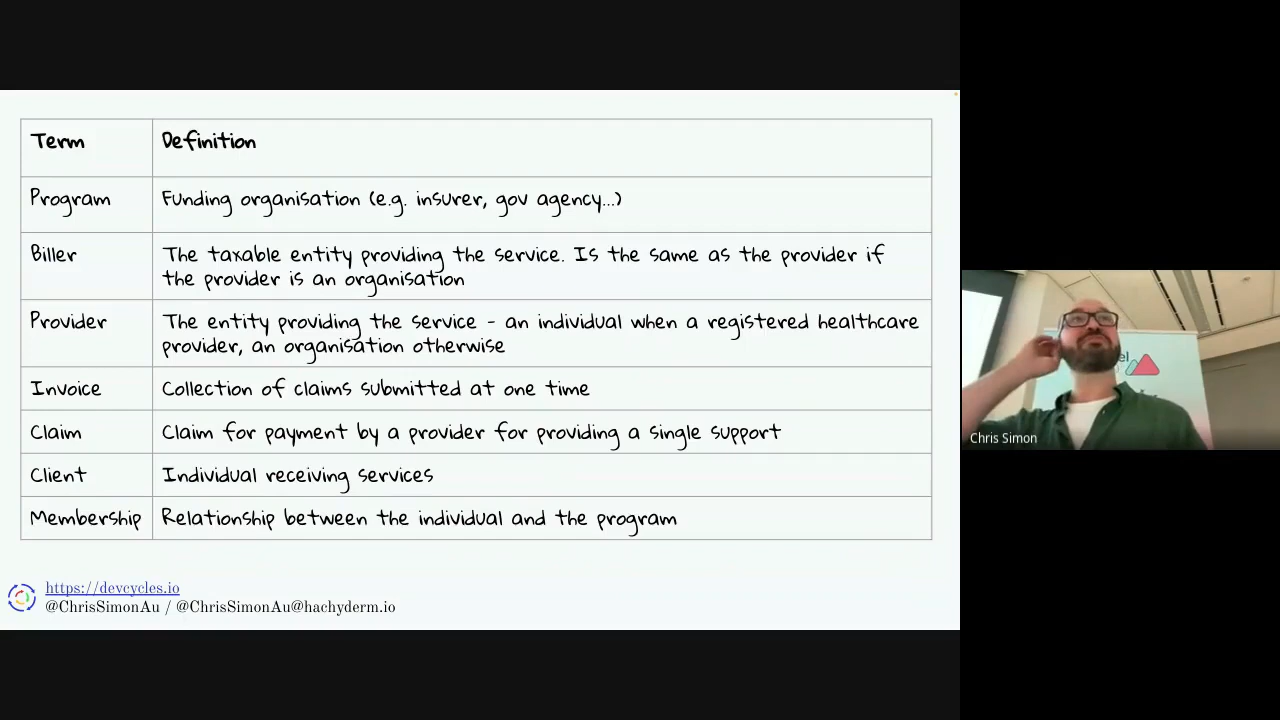 Term Definition
Program Funding organisation (e.g. insurer, gov agency...)
Biller The taxable entity providing the service. Is the same as the provider if
the provider is an organisation
Provider The entity providing the service - an individual when a registered healthcare
provider, an organisation otherwise
Invoice Collection of claims submitted at one time
Claim Claim for payment by a provider for providing a single support
Client Individual receiving services
Membership Relationship between the individual and the program
https://devcycles.io
@ChrisSimonAu / @ChrisSimonAu@hachyderm.io
Chris Simon